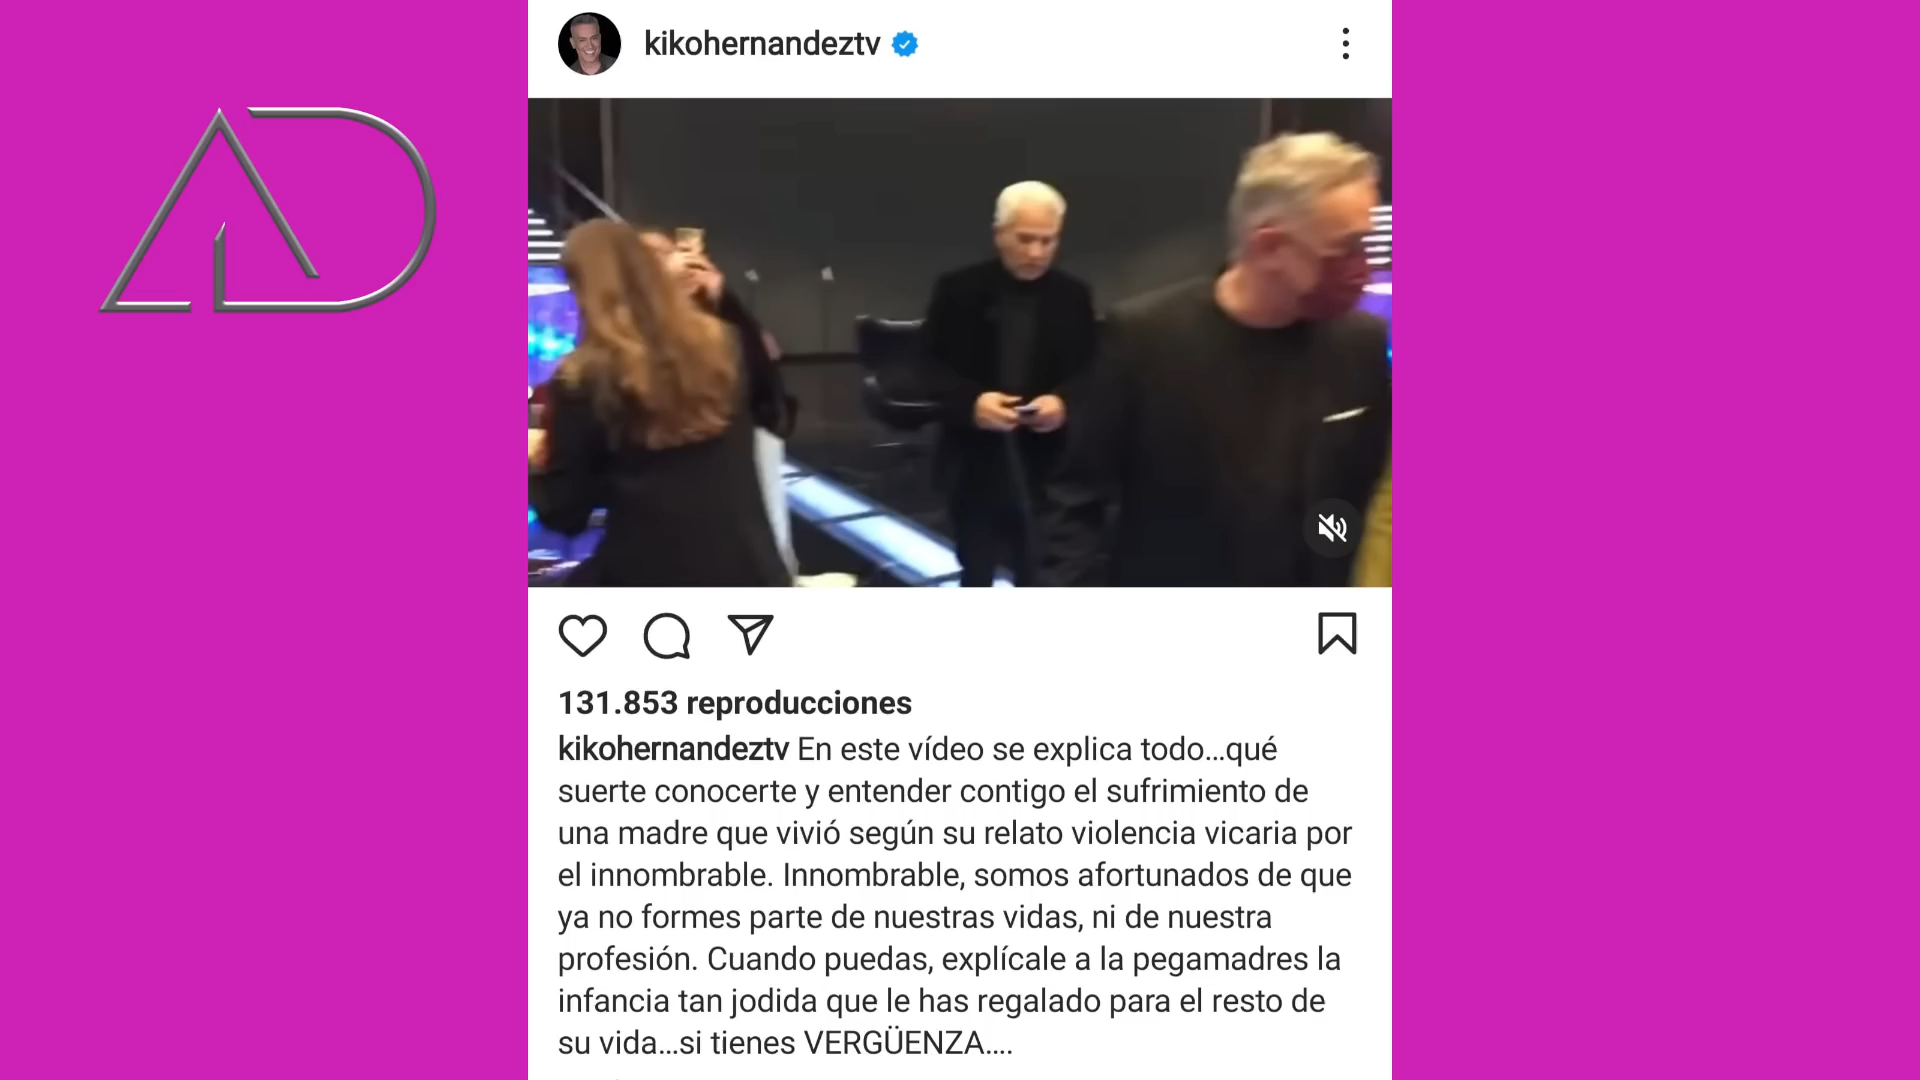 AD
kikohernandeztv
131.853 reproducciones
kikohernandeztv En este vídeo se explica todo...qué
suerte conocerte y entender contigo el sufrimiento de
una madre que vivió según su relato violencia vicaria por
el innombrable. Innombrable, somos afortunados de que
ya no formes parte de nuestras vidas, ni de nuestra
profesión. Cuando puedas, explícale a la pegamadres la
infancia tan jodida que le has regalado para el resto de
su vida...si tienes VERGÜENZA....